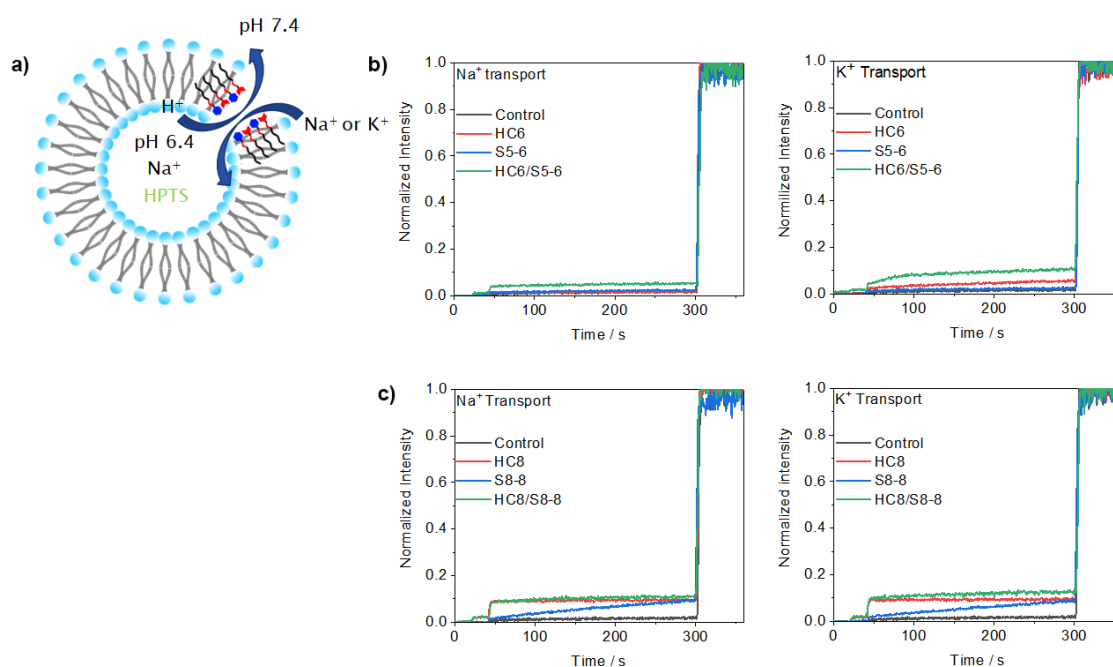 a)
pH 7.4
H⁺
Na⁺ or K⁺
pH 6.4
Na⁺
HPTS
b)
Normalized Intensity
1.0
0.8
0.6
0.4
0.2
0.0
Na⁺ transport
Control
HC6
S5-6
HC6/S5-6
0
100
200
300
Time / s
Normilized Intensity
1.0
0.8
0.6
0.4
0.2
0.0
K⁺ Transport
Control
HC6
S5-6
HC6/S5-6
0
100
200
300
Time / s
c)
Normalized Intensity
1.0
0.8
0.6
0.4
0.2
0.0
Na⁺ Transport
Control
HC8
S8-8
HC8/S8-8
0
100
200
300
Time / s
Normalized intensity
1.0
0.8
0.6
0.4
0.2
0.0
K⁺ Transport
Control
HC8
S8-8
HC8/S8-8
0
100
200
300
Time / s